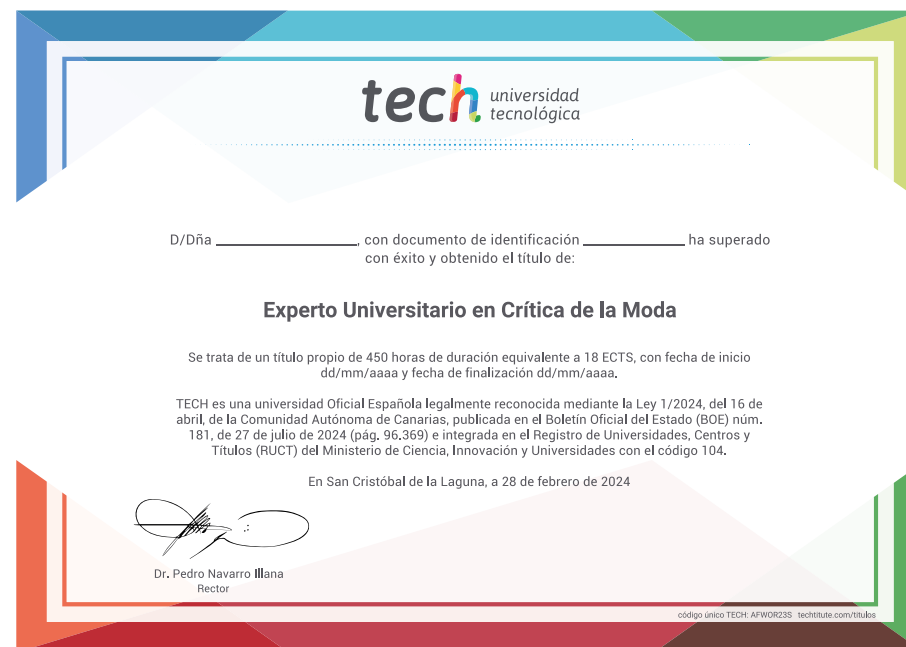 tech universidad
tecnológica
D/Dña ______________, con documento de identificación __________ ha superado
con éxito y obtenido el título de:
Experto Universitario en Crítica de la Moda
Se trata de un título propio de 450 horas de duración equivalente a 18 ECTS, con fecha de inicio
dd/mm/aaaa y fecha de finalización dd/mm/aaaa.
TECH es una universidad Oficial Española legalmente reconocida mediante la Ley 1/2024, del 16 de
abril, de la Comunidad Autónoma de Canarias, publicada en el Boletín Oficial del Estado (BOE) núm.
181, de 27 de julio de 2024 (pág. 96.369) e integrada en el Registro de Universidades, Centros y
Títulos (RUCT) del Ministerio de Ciencia, Innovación y Universidades con el código 104.
En San Cristóbal de la Laguna, a 28 de febrero de 2024
Dr. Pedro Navarro Illana
Rector
código único TECH: AFWOR23S techtitute.com/titulos